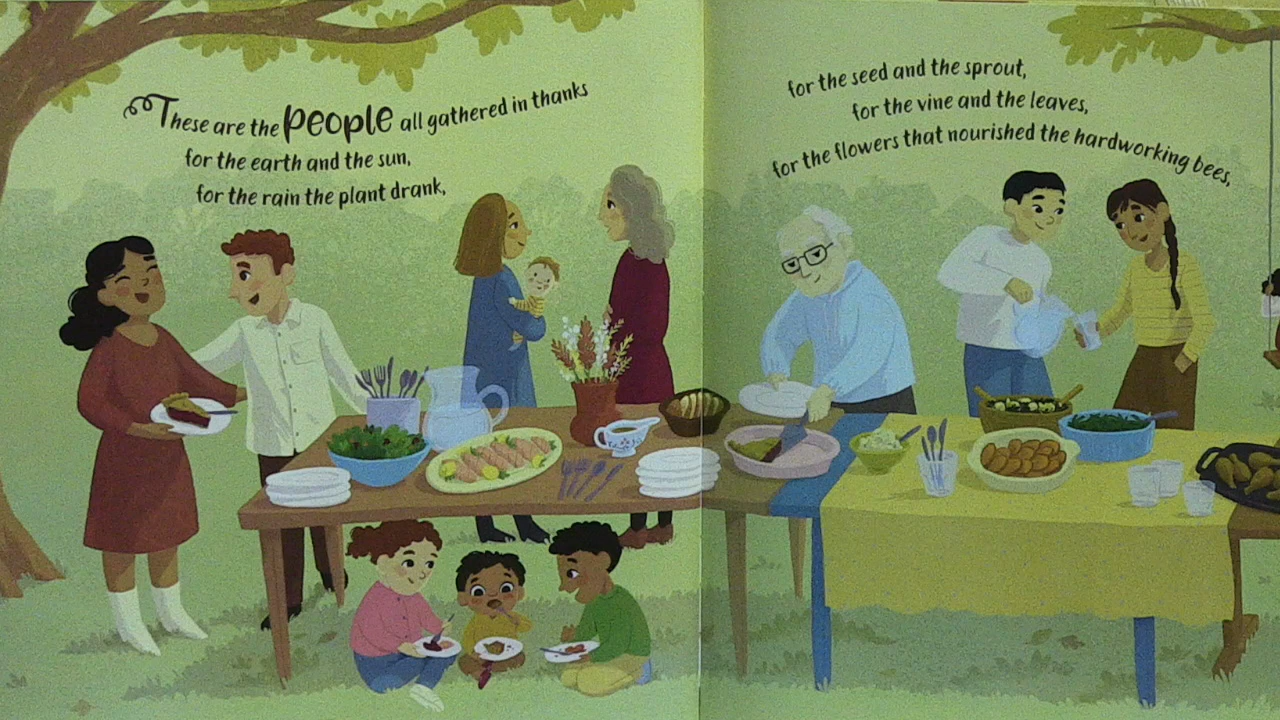 These are the people all gathered in thanks
for the earth and the sun,
for the rain the plant drank,
for the seed and the sprout,
for the vine and the leaves,
for the flowers that nourished the hardworking bees,